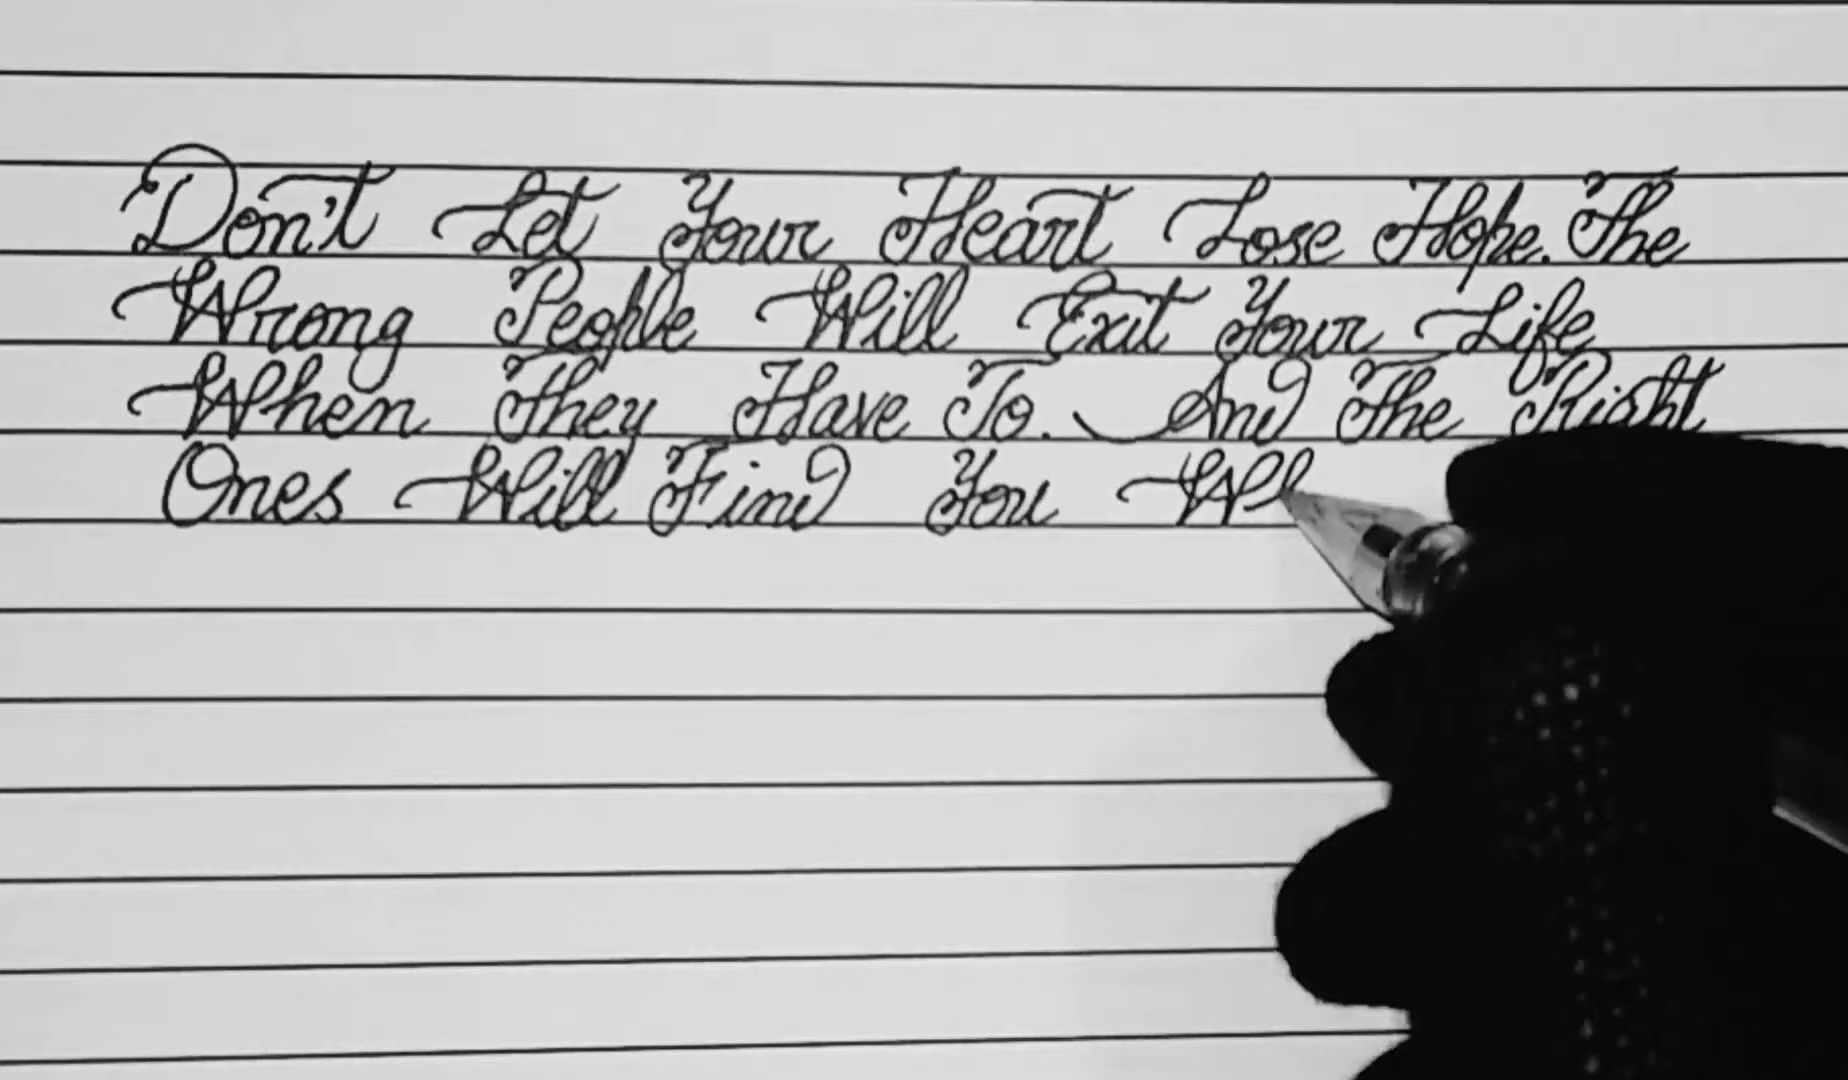 Don't Let Your Heart Lose Hope. The
Wrong People Will Exit Your Life
When They Have To. And The Right
Ones Will Find You